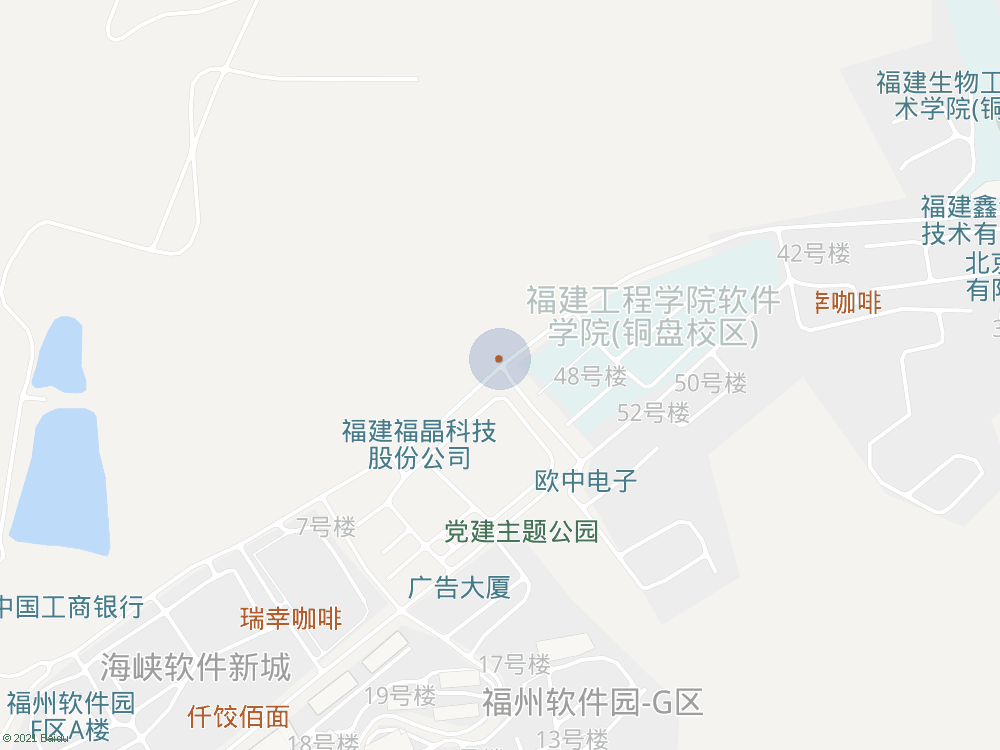 福建生物工
术学院(铜
福建鑫
技术有
42号楼
北京
有限
福建工程学院软件
学院(铜盘校区)
幸咖啡
48号楼
50号楼
52号楼
福建福晶科技
股份公司
欧中电子
7号楼
党建主题公园
广告大厦
中国工商银行
瑞幸咖啡
海峡软件新城
17号楼
19号楼
福州软件园-G区
福州软件园
F区A楼
仟饺佰面
18号楼
13号楼
© 2021 Baidu